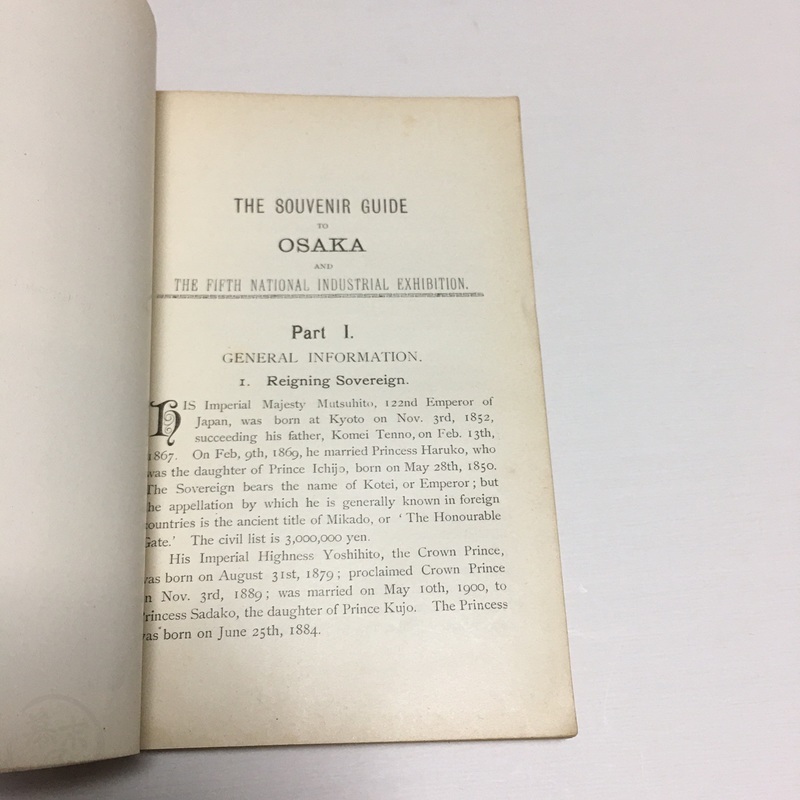 THE SOUVENIR GUIDE
TO
OSAKA
AND
THE FIFTH NATIONAL INDUSTRIAL EXHIBITION.
Part I.
GENERAL INFORMATION.
1. Reigning Sovereign.
HIS Imperial Majesty Mutsuhito, 122nd Emperor of
Japan, was born at Kyoto on Nov. 3rd, 1852,
succeeding his father, Komei Tenno, on Feb. 13th,
1867. On Feb, 9th, 1869, he married Princess Haruko, who
was the daughter of Prince Ichijo, born on May 28th, 1850.
The Sovereign bears the name of Kotei, or Emperor; but
he appellation by which he is generally known in foreign
countries is the ancient title of Mikado, or ‘The Honourable
Gate.’ The civil list is 3,000,000 yen.
His Imperial Highness Yoshihito, the Crown Prince,
was born on August 31st, 1879; proclaimed Crown Prince
n Nov. 3rd, 1889; was married on May 10th, 1900, to
Princess Sadako, the daughter of Prince Kujo. The Princess
was born on June 25th, 1884.